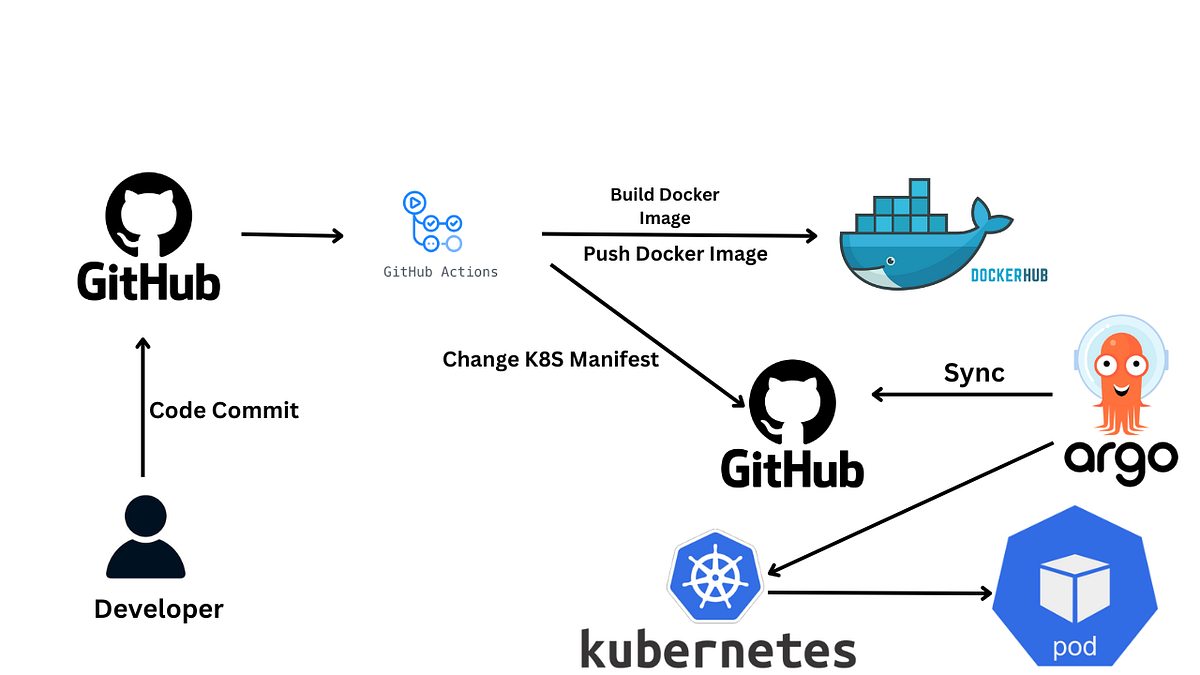 GitHub
GitHub Actions
Build Docker
Image
Push Docker Image
DOCKERHUB
Code Commit
Developer
Change K8S Manifest
GitHub
Sync
argo
kubernetes
pod